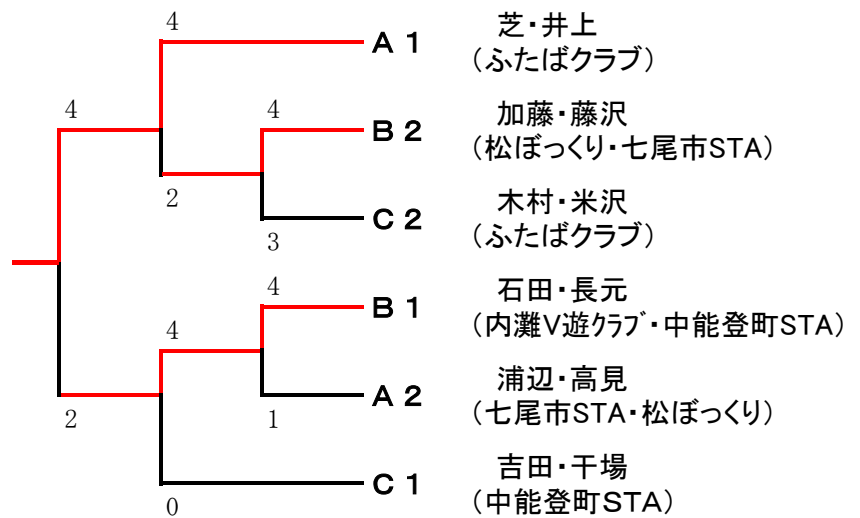 4
A 1
芝・井上
(ふたばクラブ)
4
4
B 2
加藤・藤沢
(松ぼっくり・七尾市STA)
2
3
C 2
木村・米沢
(ふたばクラブ)
4
4
B 1
石田・長元
(内灘V遊ｸﾗﾌﾞ・中能登町STA)
2
1
A 2
浦辺・高見
(七尾市STA・松ぼっくり)
0
C 1
吉田・干場
(中能登町STA)